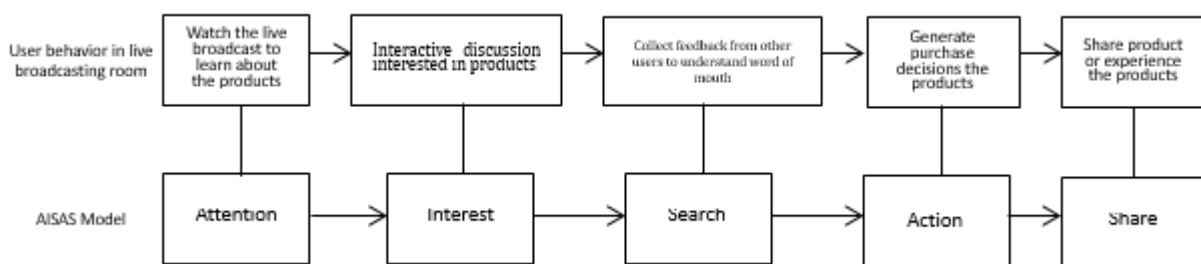 User behavior in live
broadcasting room
Watch the live
broadcast to
learn about
the products
Interactive discussion
interested in products
Collect feedback from other
users to understand word of
mouth
Generate
purchase
decisions the
products
Share product
or experience
the products
AISAS Model
Attention
Interest
Search
Action
Share